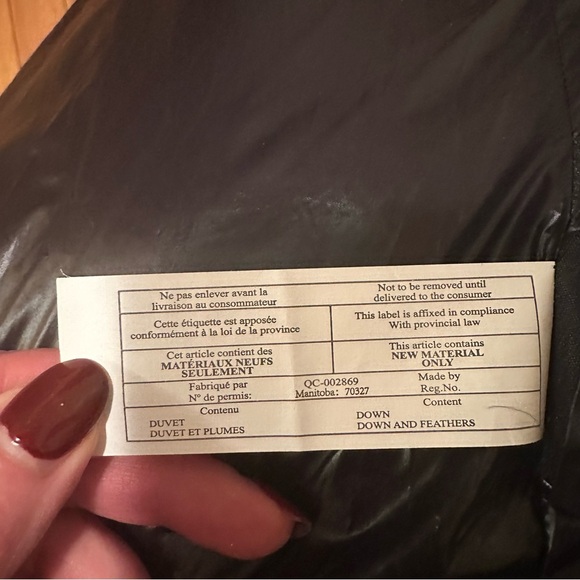 Ne pas enlever avant la
livraison au consommateur
Not to be removed until
delivered to the consumer
Cette étiquette est apposée
conformément à la loi de la province
This label is affixed in compliance
With provincial law
Cet article contient des
MATÉRIAUX NEUFS
SEULEMENT
This article contains
NEW MATERIAL
ONLY
Fabriqué par
N° de permis:
QC-002869
Manitoba: 70327
Made by
Reg.No.
Contenu
DUVET
DUVET ET PLUMES
Content
DOWN
DOWN AND FEATHERS